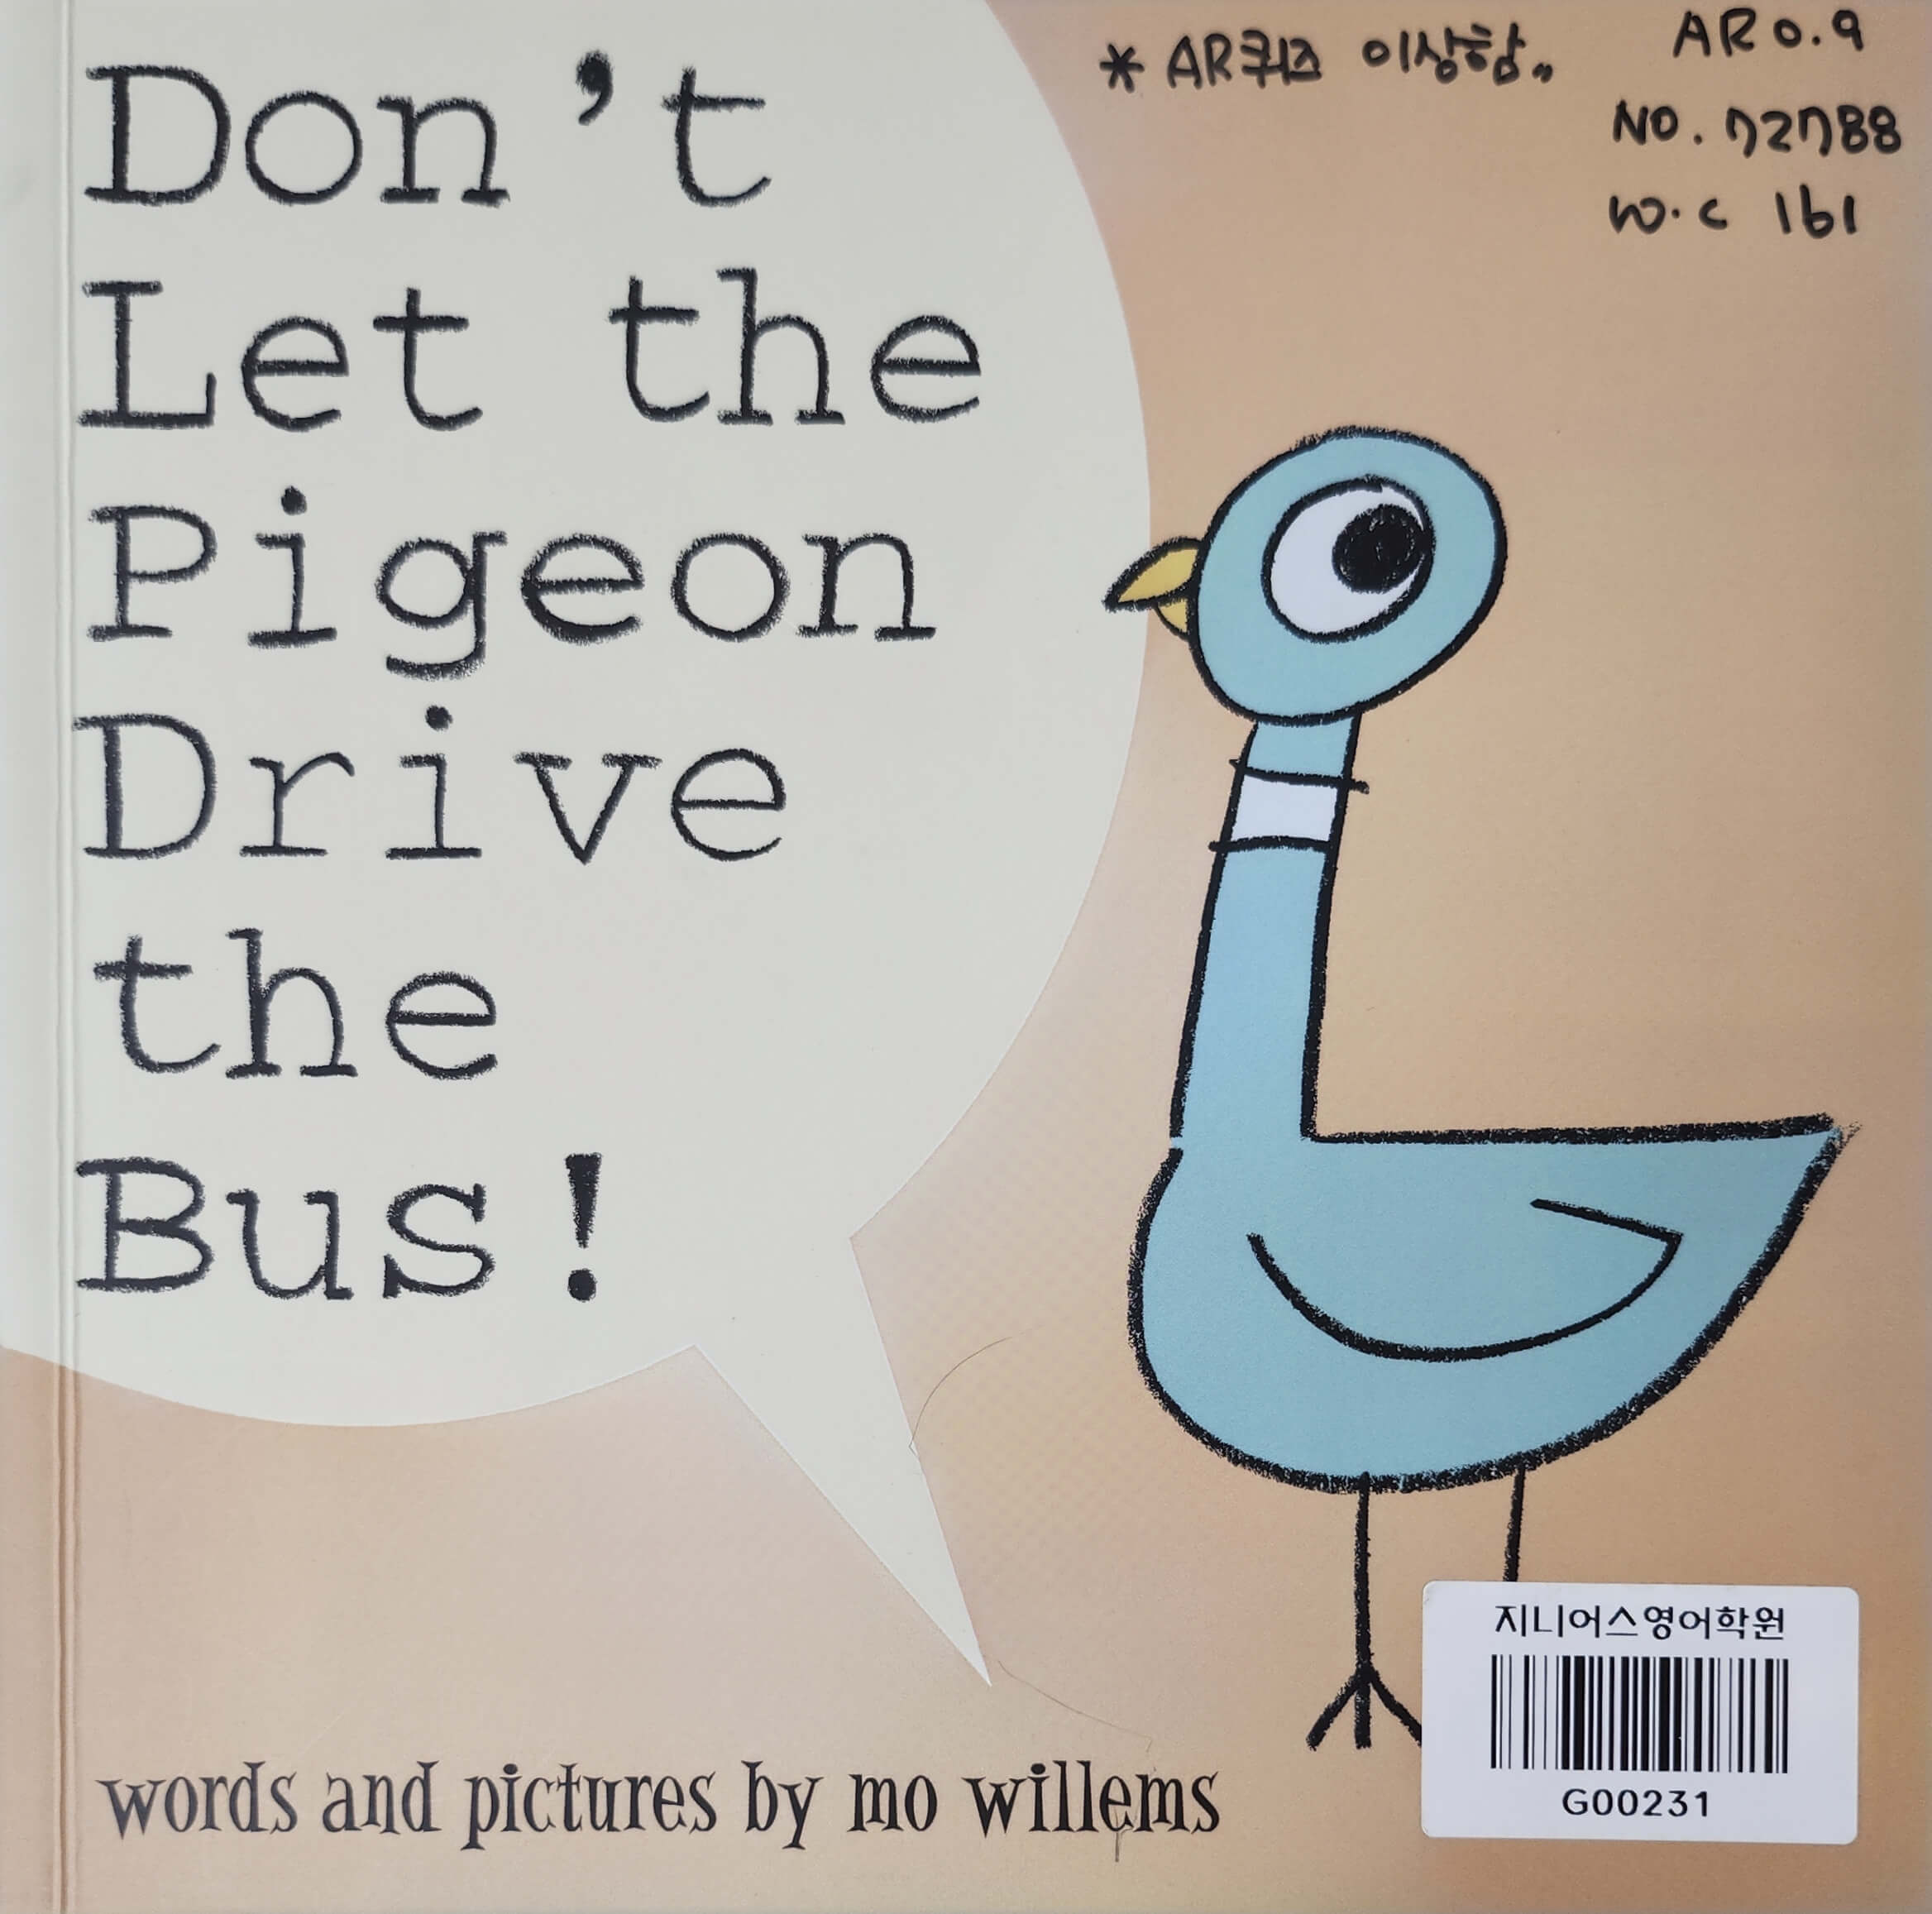 Don't
Let the
Pigeon
Drive
the
Bus!
* AR퀴즈 이상함..
AR 0.9
NO. 72788
W.C 161
words and pictures by mo willems
지니어스영어학원
G00231